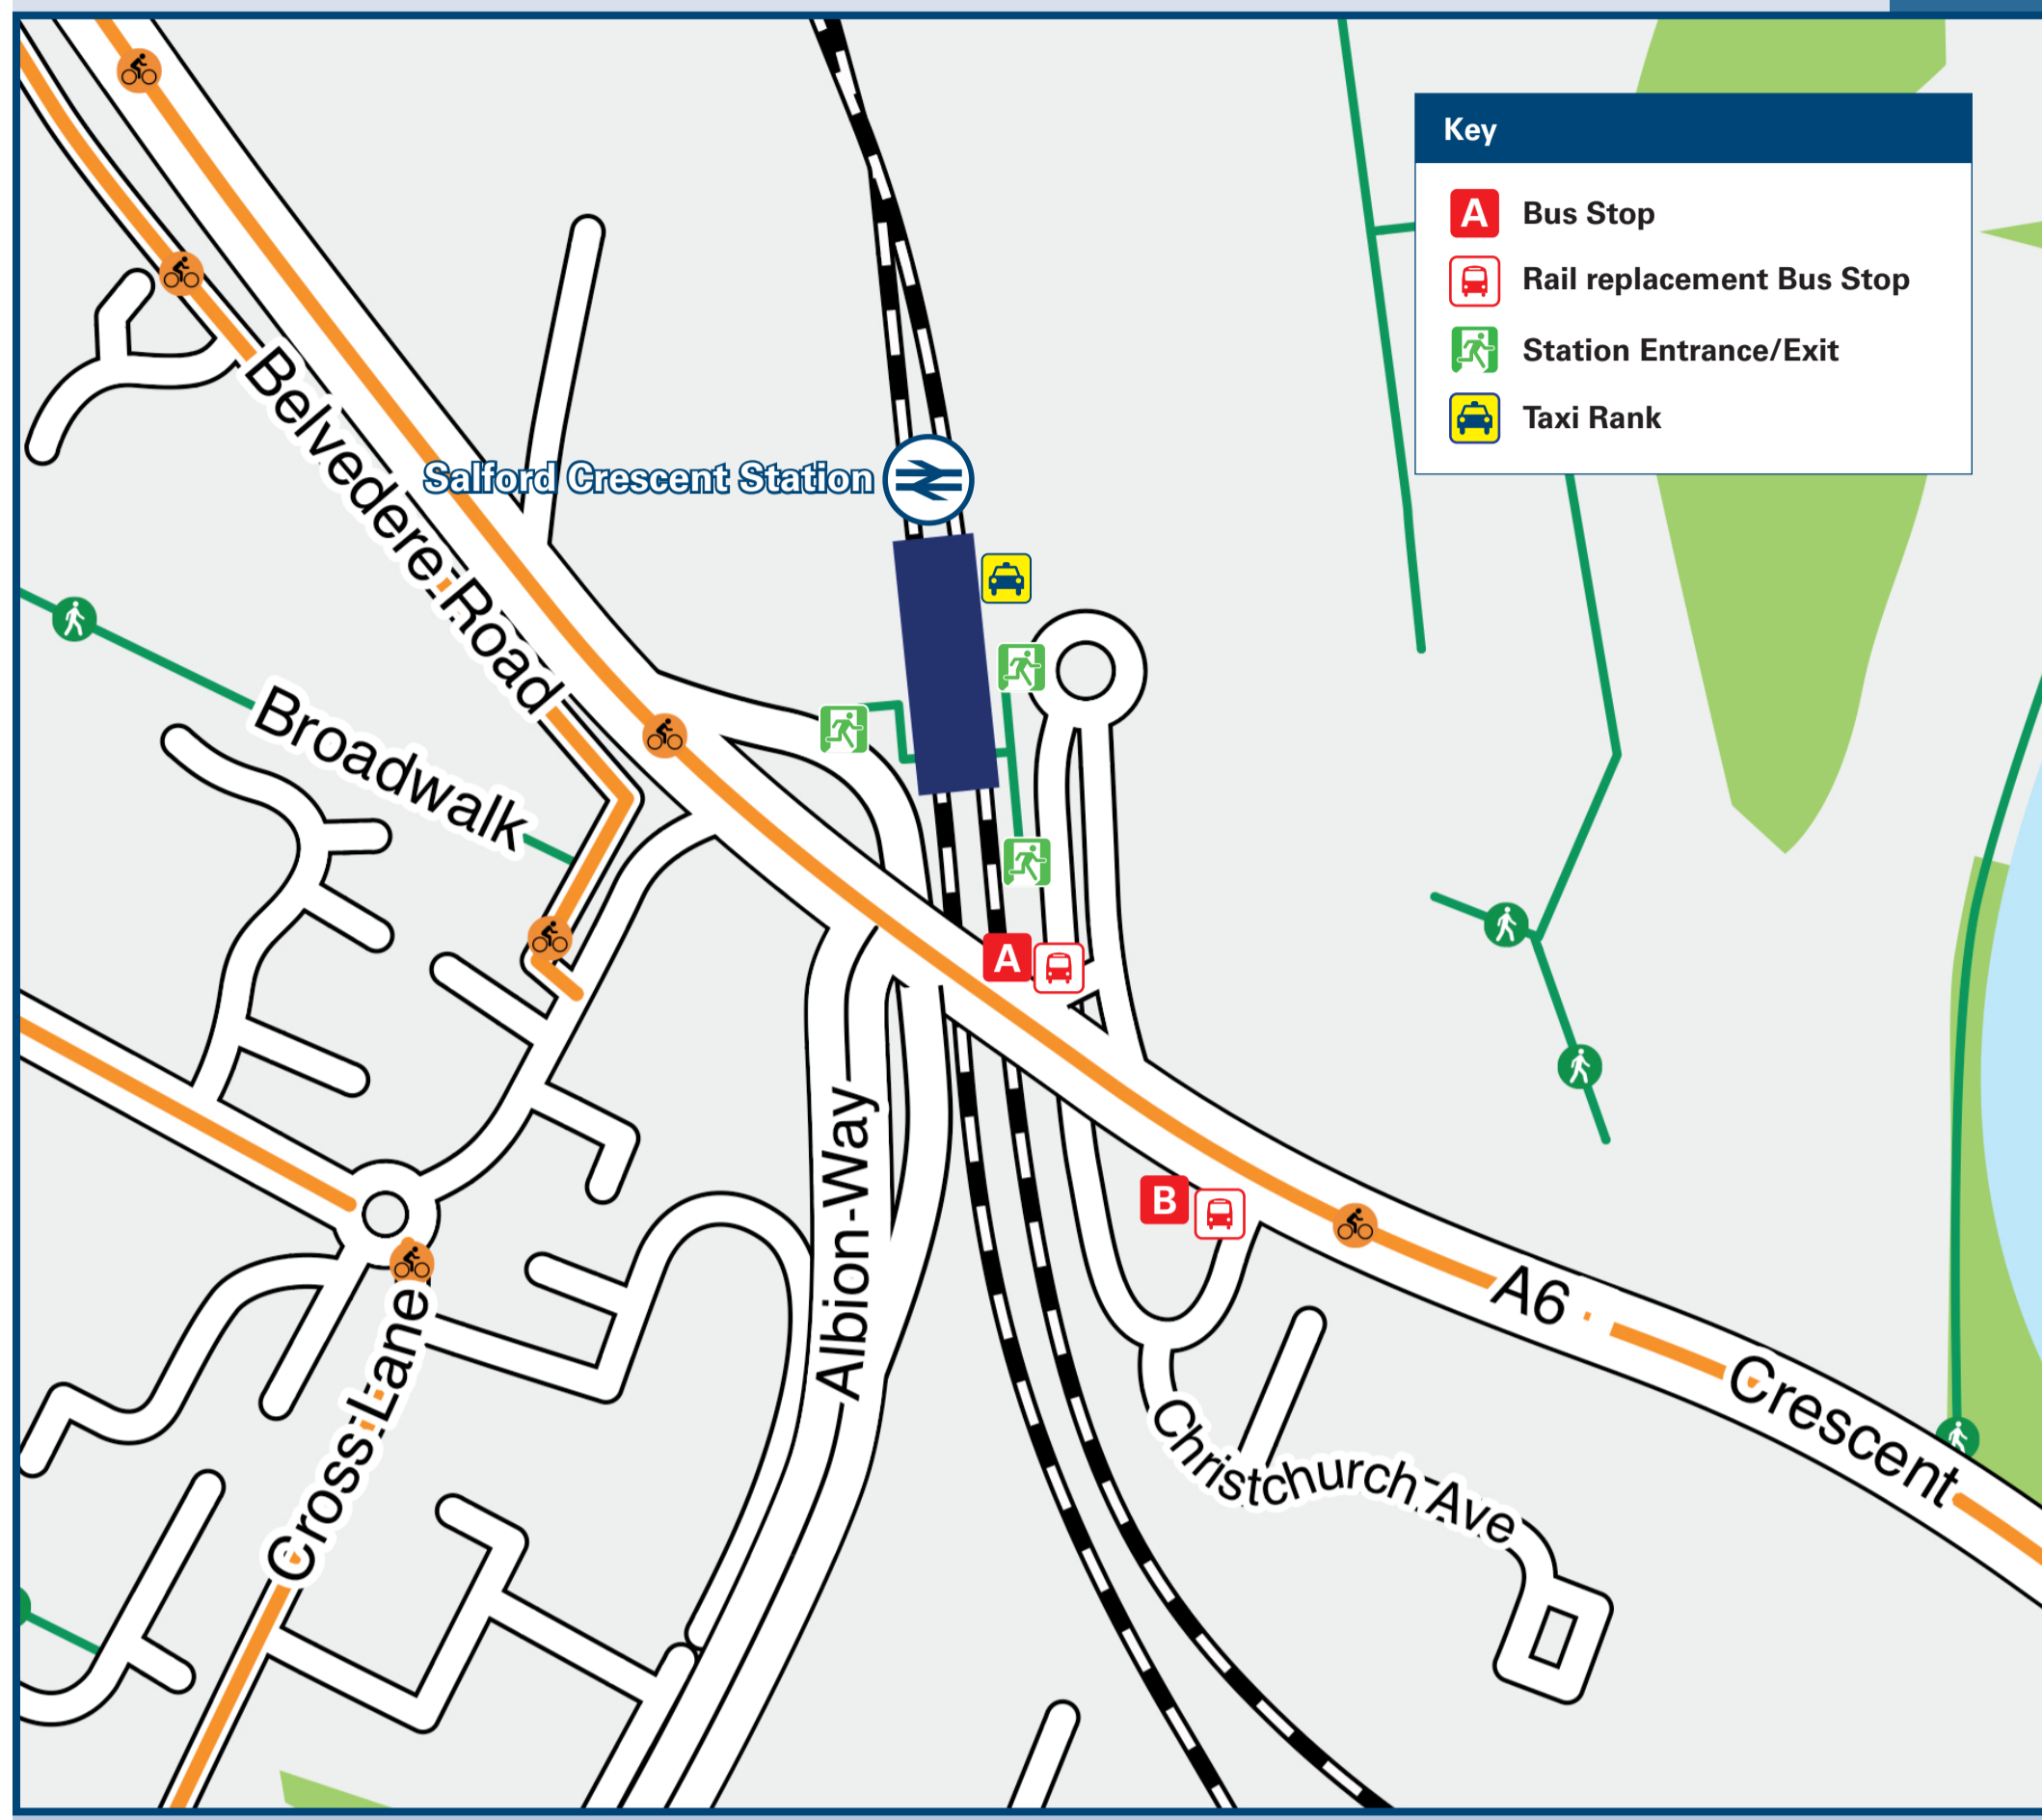 Key
A Bus Stop
Rail replacement Bus Stop
Station Entrance/Exit
Taxi Rank
Belvedere Road
Salford Crescent Station
Broadwalk
A
B
Albion Way
A6
Crescent
Cross Lane
Christchurch Ave